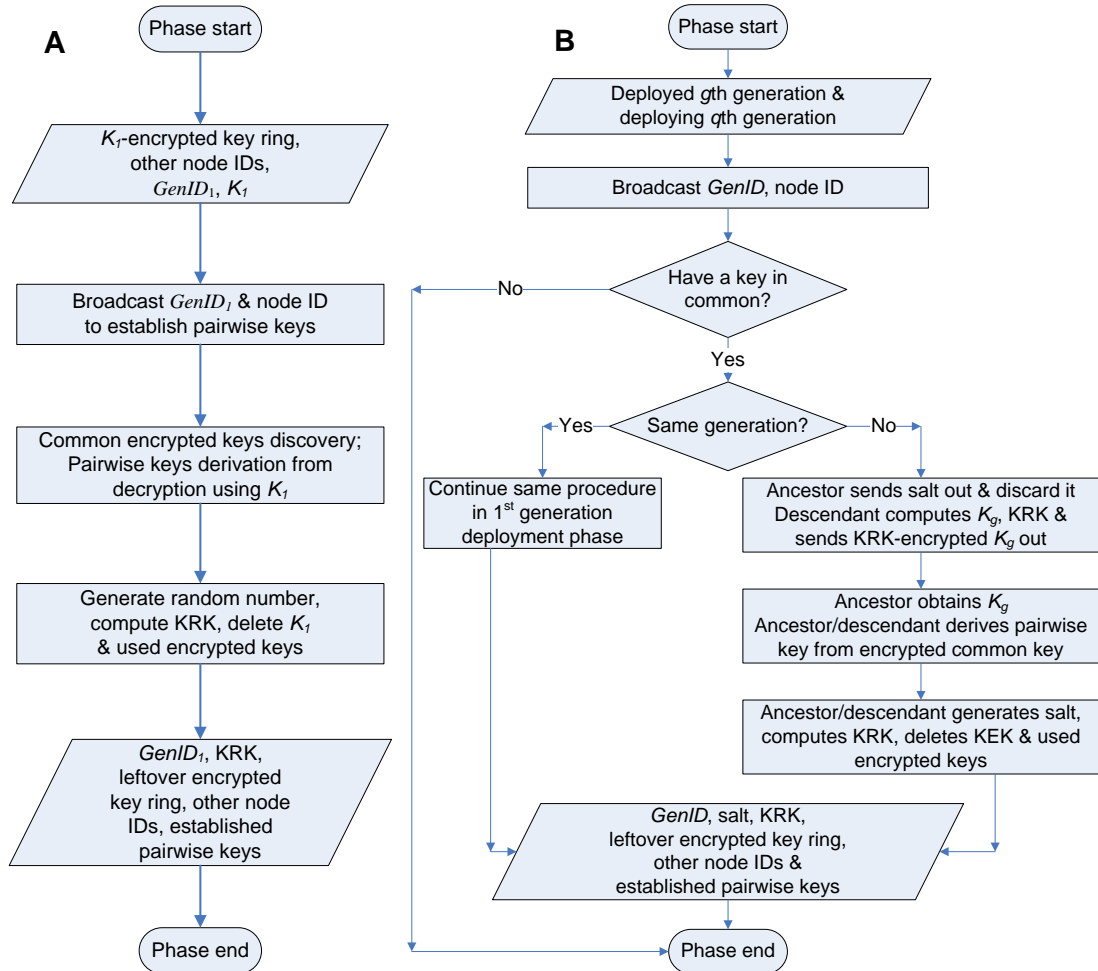 A
Phase start
K1-encrypted key ring,
other node IDs,
GenID1, K1
Broadcast GenID1 & node ID
to establish pairwise keys
Common encrypted keys discovery;
Pairwise keys derivation from
decryption using K1
Generate random number,
compute KRK, delete K1
& used encrypted keys
GenID1, KRK,
leftover encrypted
key ring, other node
IDs, established
pairwise keys
Phase end
B
Phase start
Deployed gth generation &
deploying qth generation
Broadcast GenID, node ID
Have a key in
common?
No
Yes
Same generation?
Yes
No
Continue same procedure
in 1st generation
deployment phase
Ancestor sends salt out & discard it
Descendant computes Kg, KRK &
sends KRK-encrypted Kg out
Ancestor obtains Kg
Ancestor/descendant derives pairwise
key from encrypted common key
Ancestor/descendant generates salt,
computes KRK, deletes KEK & used
encrypted keys
GenID, salt, KRK,
leftover encrypted key ring,
other node IDs &
established pairwise keys
Phase end